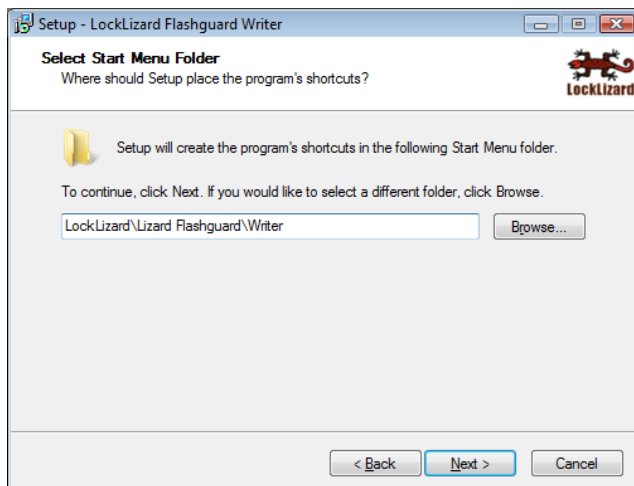 Setup - LockLizard Flashguard Writer
Select Start Menu Folder
Where should Setup place the program's shortcuts?
LockLizard
Setup will create the program's shortcuts in the following Start Menu folder.
To continue, click Next. If you would like to select a different folder, click Browse.
LockLizard\Lizard Flashguard\Writer
Browse...
< Back
Next >
Cancel